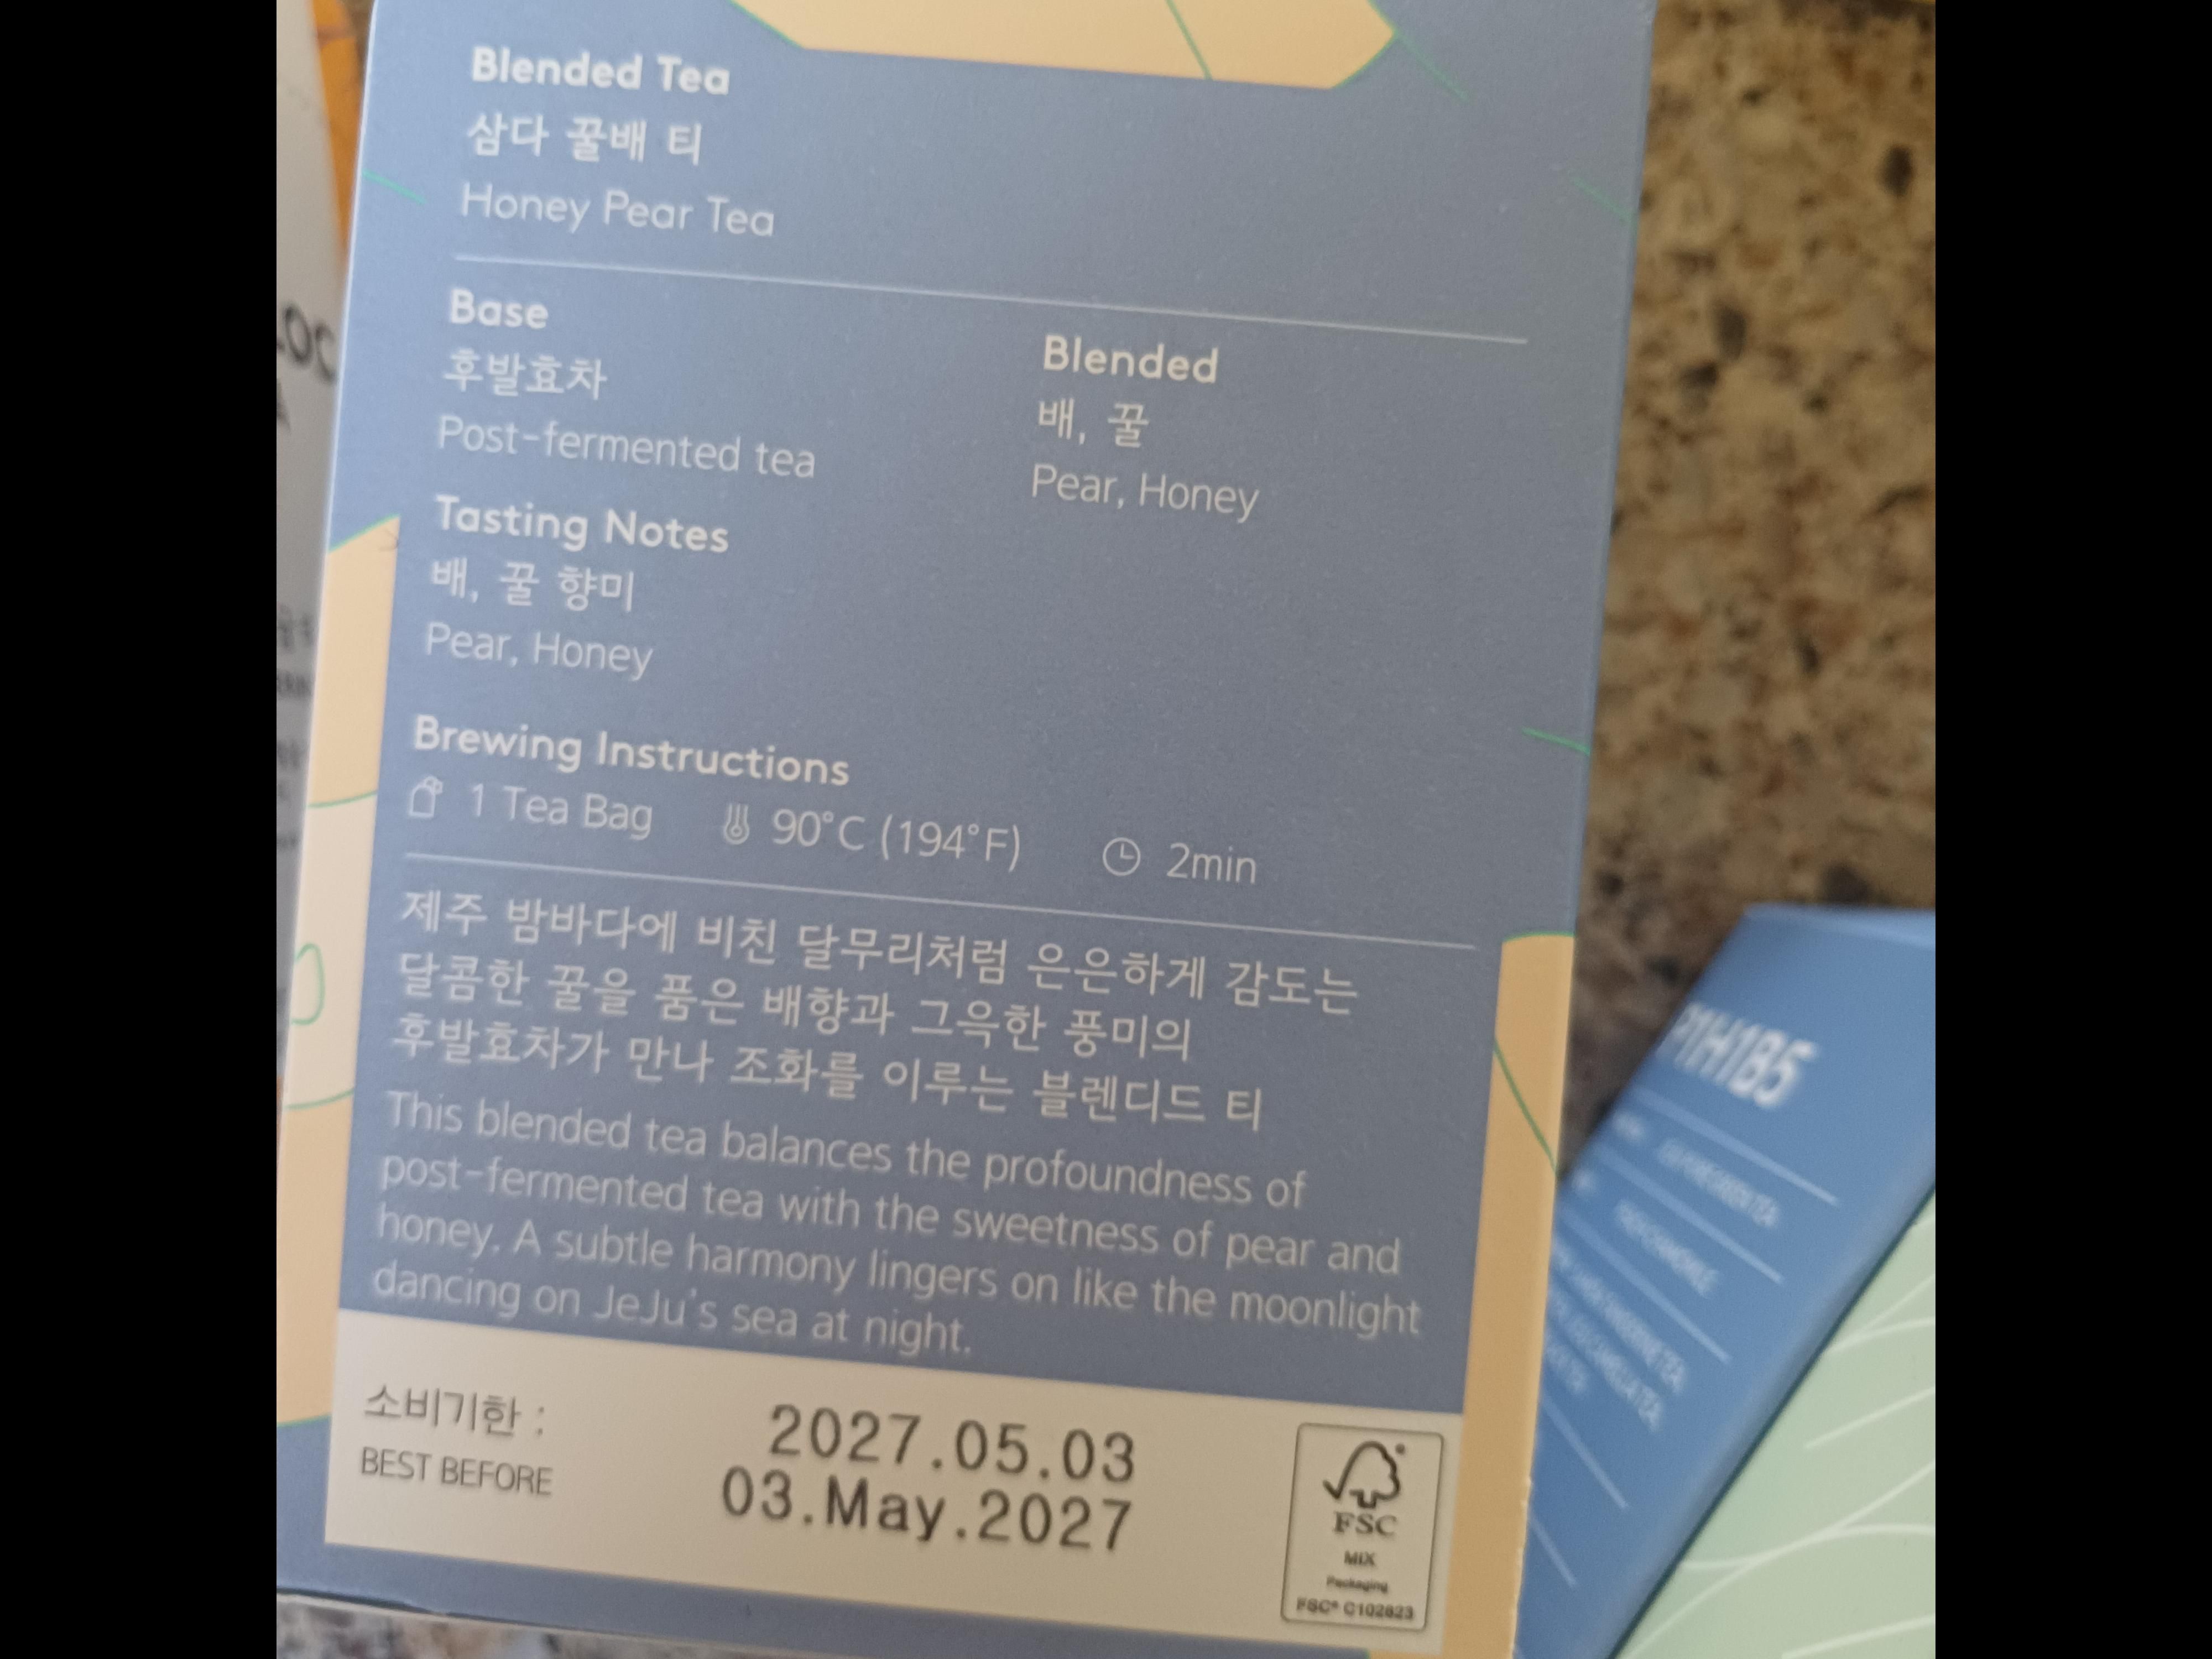 Blended Tea
삼다 꿀배 티
Honey Pear Tea
Base
후발효차
Post-fermented tea
Blended
배, 꿀
Pear, Honey
Tasting Notes
배, 꿀 향미
Pear, Honey
Brewing Instructions
1 Tea Bag 90°C (194°F) 2min
제주 밤바다에 비친 달무리처럼 은은하게 감도는
달콤한 꿀을 품은 배향과 그윽한 풍미의
후발효차가 만나 조화를 이루는 블렌디드 티
This blended tea balances the profoundness of
post-fermented tea with the sweetness of pear and
honey. A subtle harmony lingers on like the moonlight
dancing on JeJu's sea at night.
소비기한 :
BEST BEFORE
2027.05.03
03.May.2027
FSC
MIX
Packaging
FSC® C102823